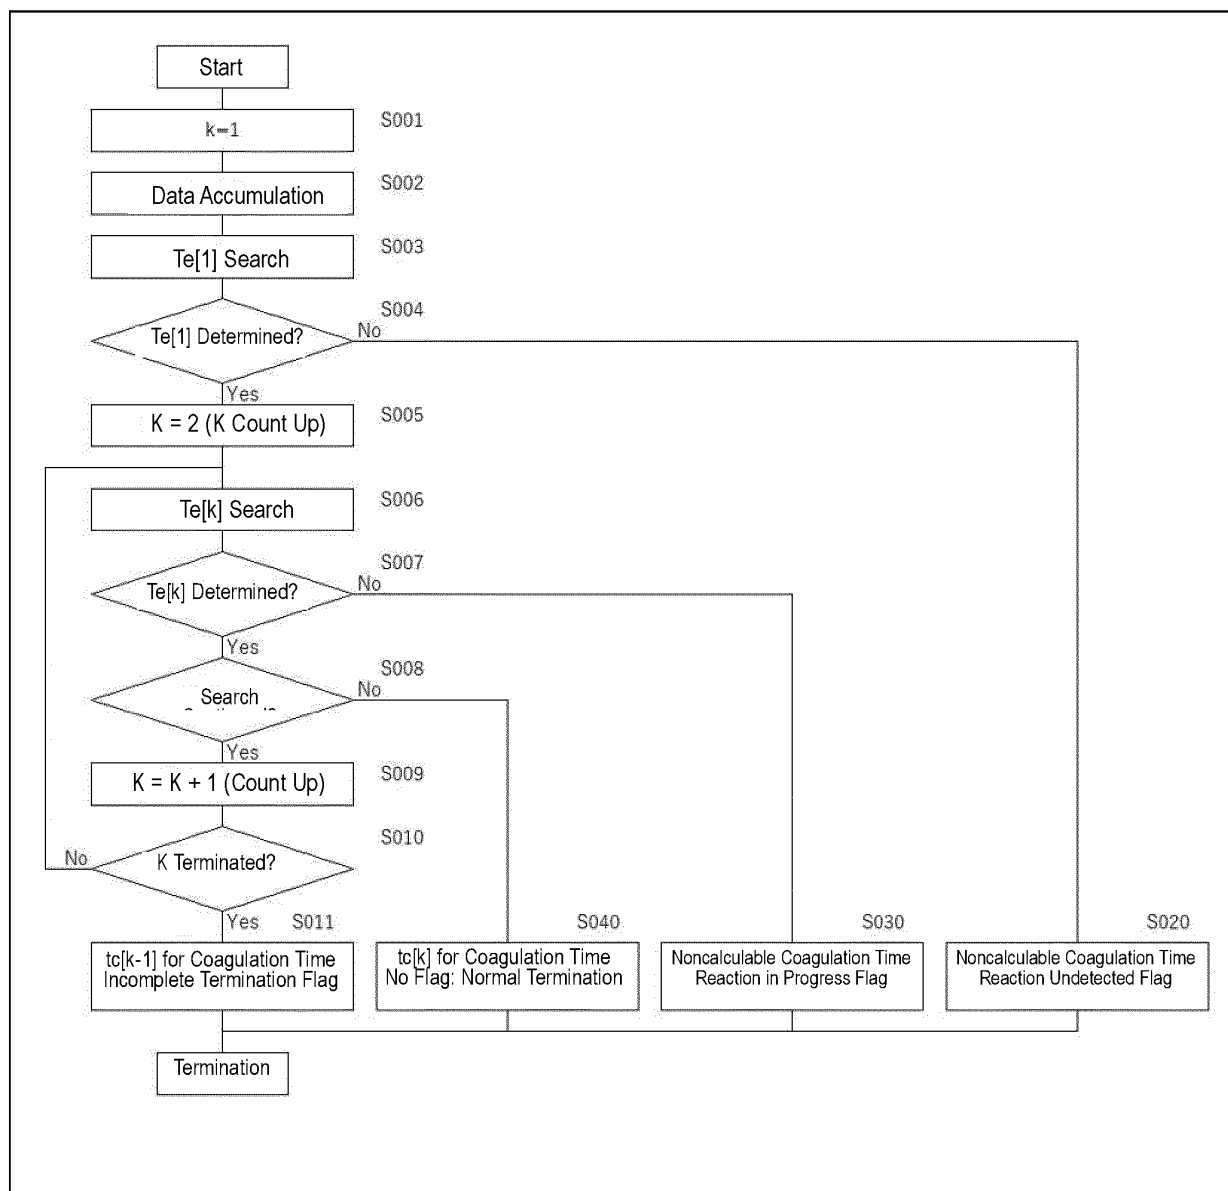 Start
k=1
S001
Data Accumulation
S002
Te[1] Search
S003
Te[1] Determined?
S004
No
Yes
K = 2 (K Count Up)
S005
Te[k] Search
S006
Te[k] Determined?
S007
No
Yes
Search
S008
No
Yes
K = K + 1 (Count Up)
S009
K Terminated?
S010
No
Yes
S011
tc[k-1] for Coagulation Time
Incomplete Termination Flag
S040
tc[k] for Coagulation Time
No Flag: Normal Termination
S030
Noncalculable Coagulation Time
Reaction in Progress Flag
S020
Noncalculable Coagulation Time
Reaction Undetected Flag
Termination